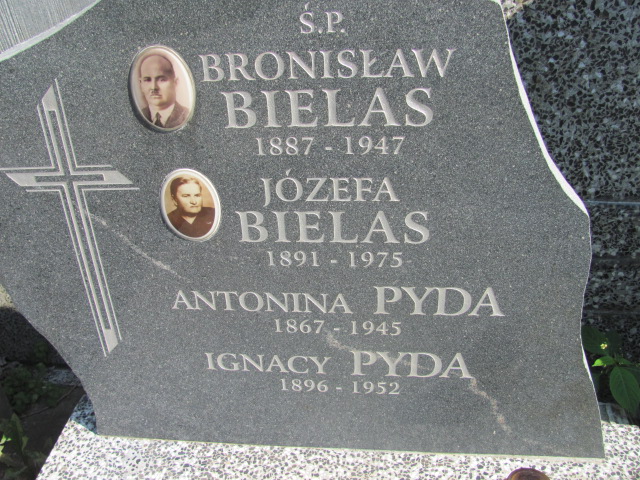 Ś.P.
BRONISŁAW
BIELAS
1887 - 1947
JÓZEFA
BIELAS
1891 - 1975
ANTONINA PYDA
1867 - 1945
IGNACY PYDA
1896 - 1952